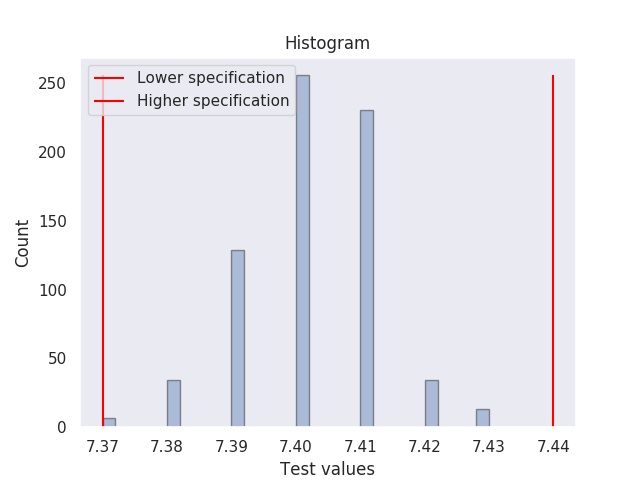 Histogram
Lower specification
Higher specification
250
200
150
100
50
0
Count
7.37 7.38 7.39 7.40 7.41 7.42 7.43 7.44
Test values